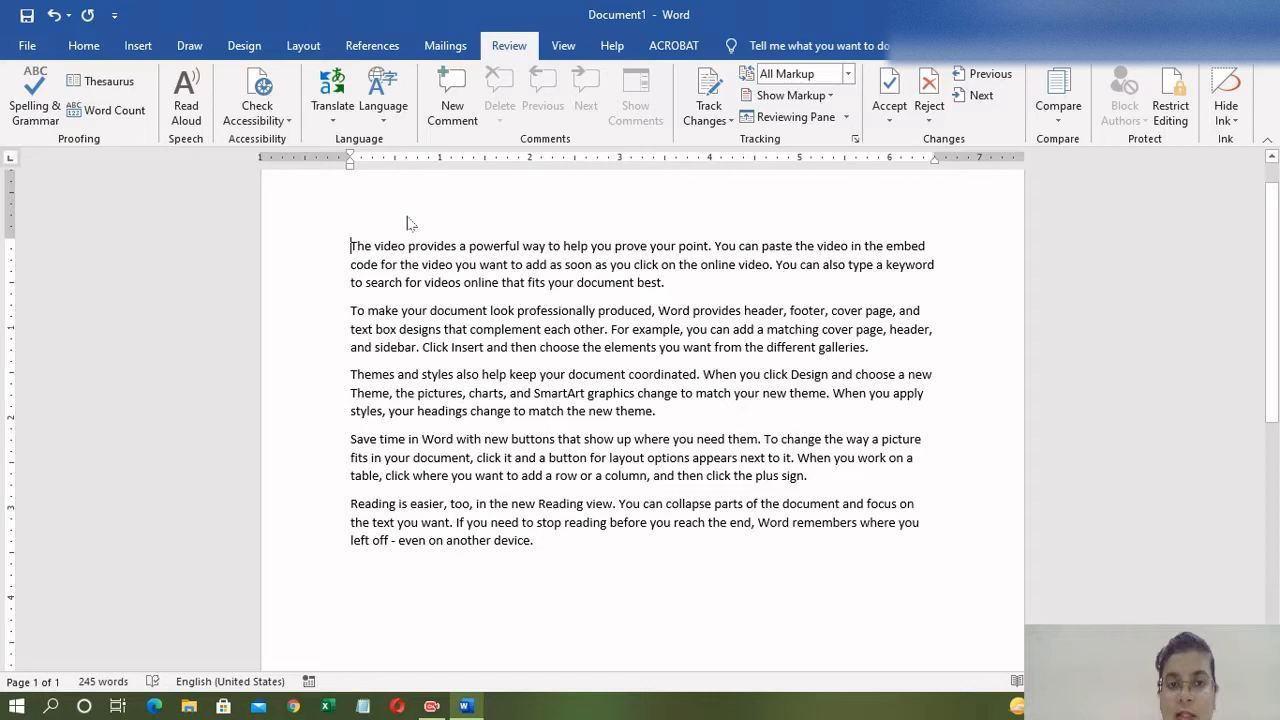 Document1 - Word
File Home Insert Draw Design Layout References Mailings Review View Help ACROBAT Tell me what you want to do
Spelling & Grammar
Thesaurus
Word Count
Proofing
Read Aloud
Speech
Check Accessibility
Accessibility
Translate
Language
Language
New Comment
Delete
Previous
Next
Show Comments
Comments
Track Changes
All Markup
Show Markup
Reviewing Pane
Tracking
Accept
Reject
Previous
Next
Changes
Compare
Compare
Block Authors
Restrict Editing
Protect
Hide Ink
Ink
1 1 2 3 4 5 6 7
The video provides a powerful way to help you prove your point. You can paste the video in the embed
code for the video you want to add as soon as you click on the online video. You can also type a keyword
to search for videos online that fits your document best.
To make your document look professionally produced, Word provides header, footer, cover page, and
text box designs that complement each other. For example, you can add a matching cover page, header,
and sidebar. Click Insert and then choose the elements you want from the different galleries.
Themes and styles also help keep your document coordinated. When you click Design and choose a new
Theme, the pictures, charts, and SmartArt graphics change to match your new theme. When you apply
styles, your headings change to match the new theme.
Save time in Word with new buttons that show up where you need them. To change the way a picture
fits in your document, click it and a button for layout options appears next to it. When you work on a
table, click where you want to add a row or a column, and then click the plus sign.
Reading is easier, too, in the new Reading view. You can collapse parts of the document and focus on
the text you want. If you need to stop reading before you reach the end, Word remembers where you
left off - even on another device.
1
2
3
4
Page 1 of 1 245 words English (United States)